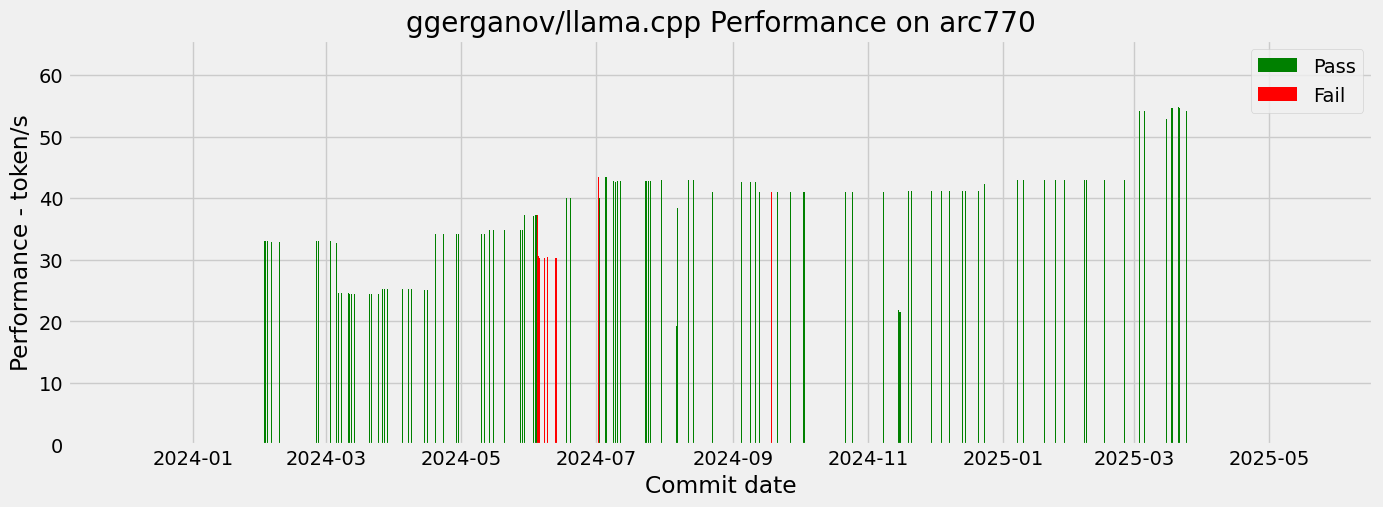 ggerganov/llama.cpp Performance on arc770
Pass
Fail
Performance - token/s
60
50
40
30
20
10
0
2024-01 2024-03 2024-05 2024-07 2024-09 2024-11 2025-01 2025-03 2025-05
Commit date